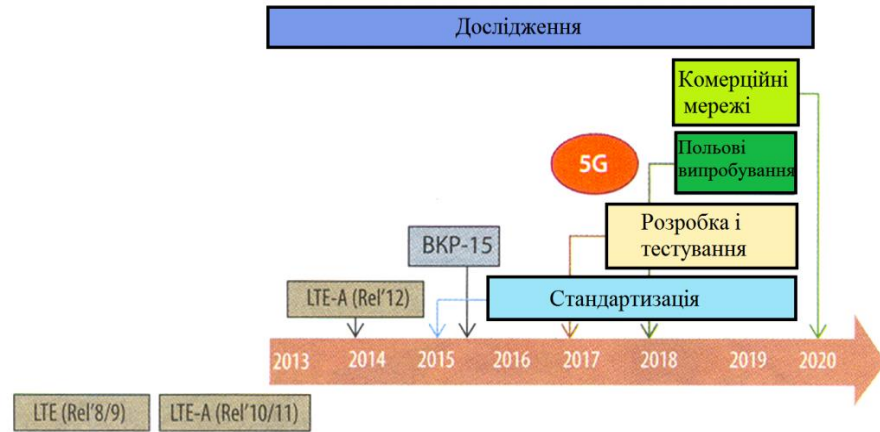 Дослідження
Комерційні
мережі
5G
Польові
випробування
Розробка і
тестування
ВКР-15
LTE-A (Rel'12)
Стандартизація
2013 2014 2015 2016 2017 2018 2019 2020
LTE (Rel'8/9) LTE-A (Rel'10/11)